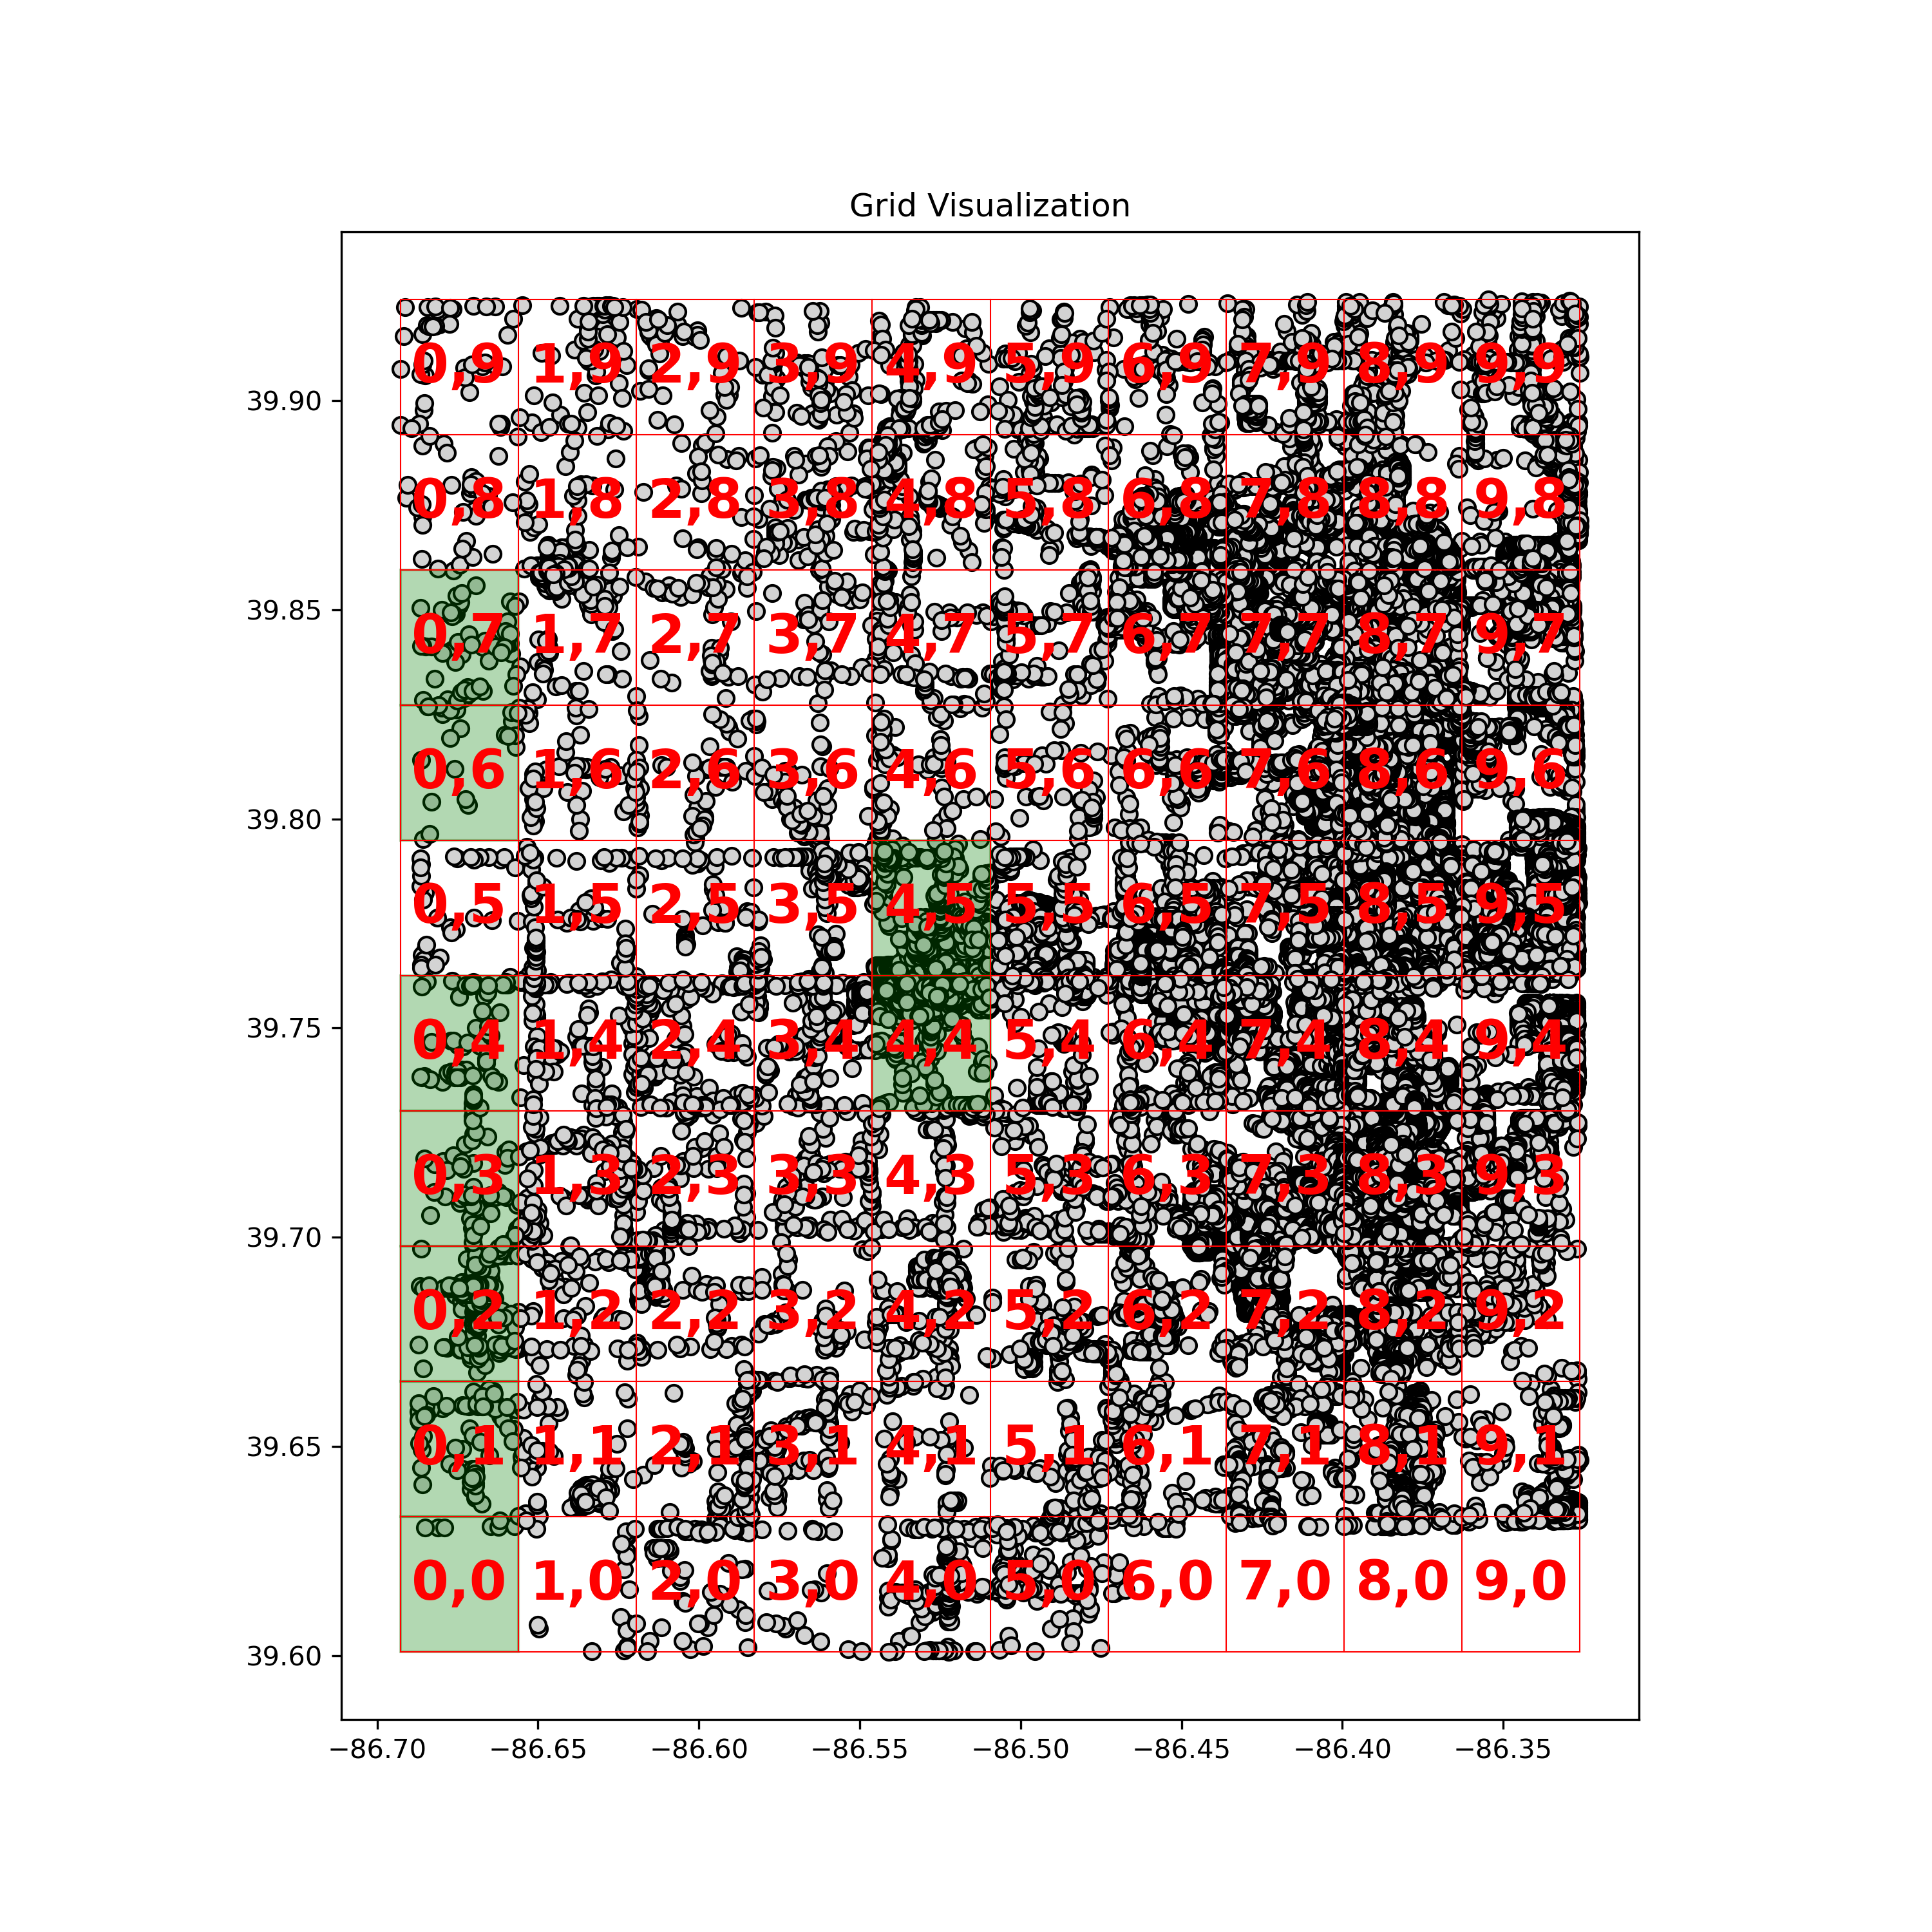 Grid Visualization
39.90
39.85
39.80
39.75
39.70
39.65
39.60
0,9 1,9 2,9 3,9 4,9 5,9 6,9 7,9 8,9 9,9
0,8 1,8 2,8 3,8 4,8 5,8 6,8 7,8 8,8 9,8
0,7 1,7 2,7 3,7 4,7 5,7 6,7 7,7 8,7 9,7
0,6 1,6 2,6 3,6 4,6 5,6 6,6 7,6 8,6 9,6
0,5 1,5 2,5 3,5 4,5 5,5 6,5 7,5 8,5 9,5
0,4 1,4 2,4 3,4 4,4 5,4 6,4 7,4 8,4 9,4
0,3 1,3 2,3 3,3 4,3 5,3 6,3 7,3 8,3 9,3
0,2 1,2 2,2 3,2 4,2 5,2 6,2 7,2 8,2 9,2
0,1 1,1 2,1 3,1 4,1 5,1 6,1 7,1 8,1 9,1
0,0 1,0 2,0 3,0 4,0 5,0 6,0 7,0 8,0 9,0
−86.70 −86.65 −86.60 −86.55 −86.50 −86.45 −86.40 −86.35